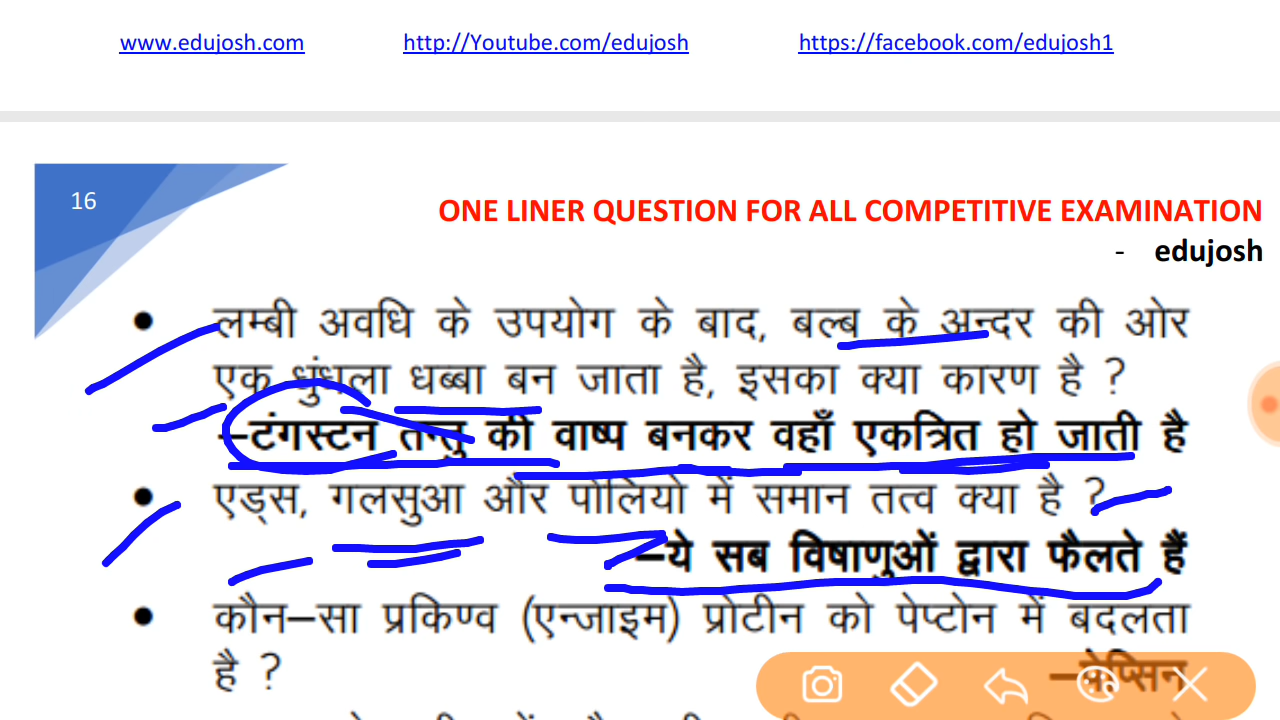 www.edujosh.com http://Youtube.com/edujosh https://facebook.com/edujosh1
16
ONE LINER QUESTION FOR ALL COMPETITIVE EXAMINATION
- edujosh
• लम्बी अवधि के उपयोग के बाद, बल्ब के अन्दर की ओर
एक धुंधला धब्बा बन जाता है, इसका क्या कारण है ?
–टंगस्टन तन्तु की वाष्प बनकर वहाँ एकत्रित हो जाती है
• एड्स, गलसुआ और पोलियो में समान तत्व क्या है ?
–ये सब विषाणुओं द्वारा फैलते हैं
• कौन–सा प्रकिण्व (एन्जाइम) प्रोटीन को पेप्टोन में बदलता
है ? –पेप्सिन